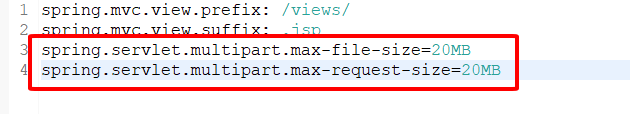 1 spring.mvc.view.prefix: /views/
2 spring.mvc.view.suffix: .jsp
3 spring.servlet.multipart.max-file-size=20MB
4 spring.servlet.multipart.max-request-size=20MB